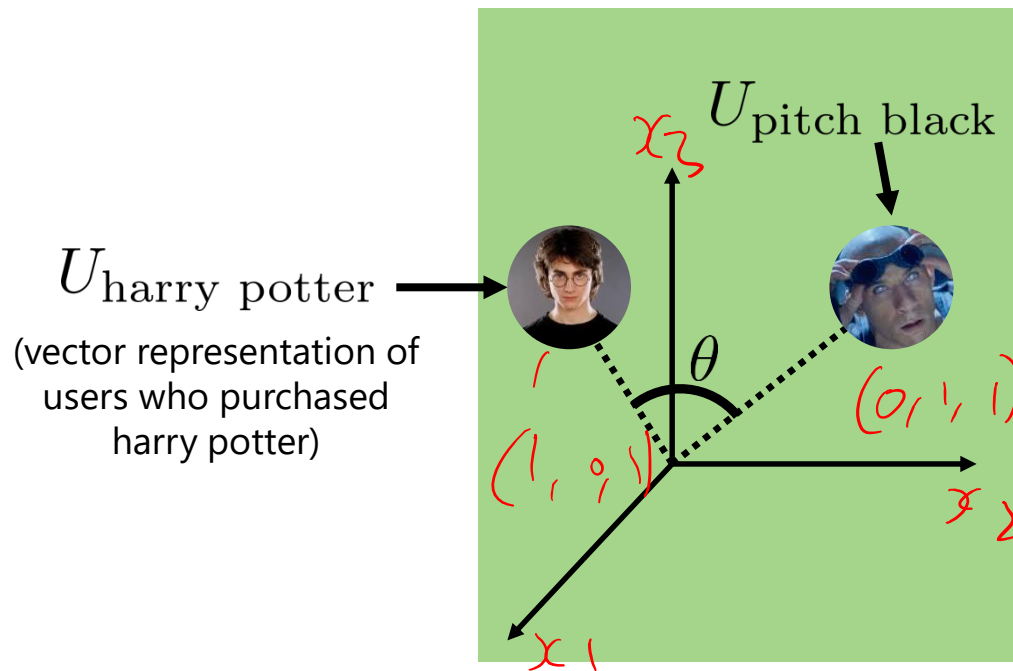 U_pitch black
x3
U_harry potter
(vector representation of
users who purchased
harry potter)
θ
(0, 1, 1)
(1, 0, 1)
x2
x1